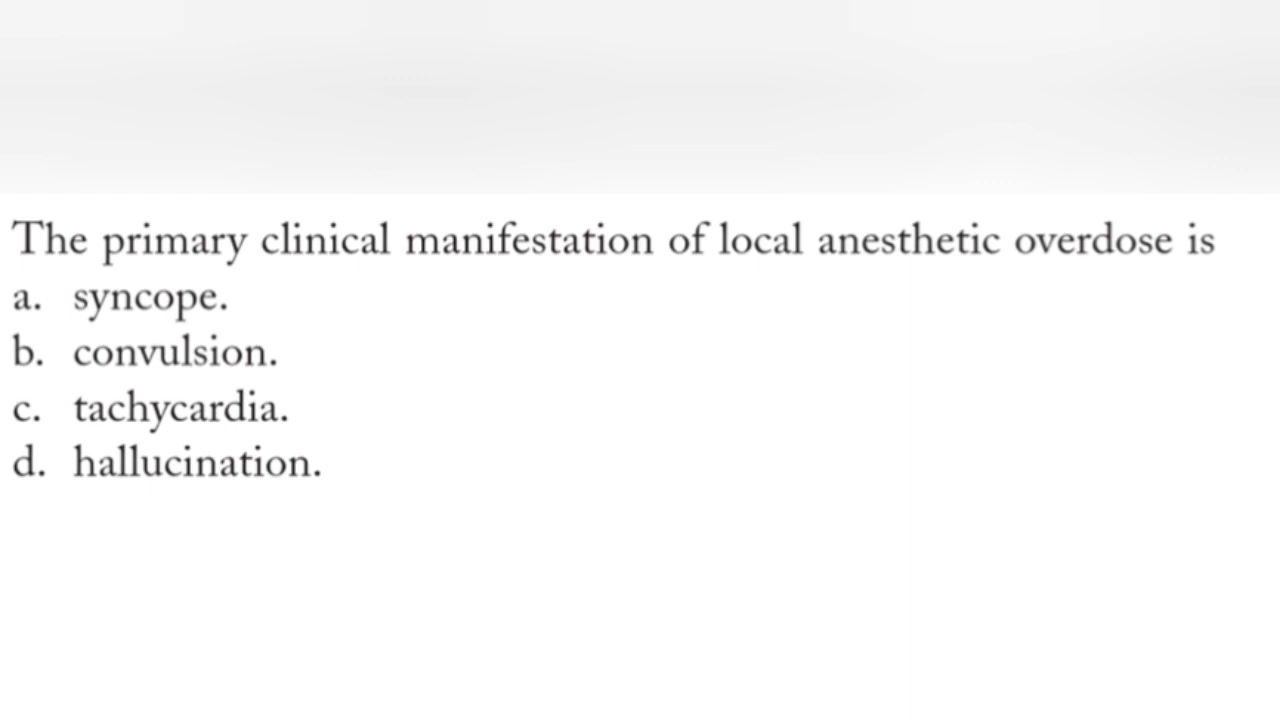 The primary clinical manifestation of local anesthetic overdose is
a. syncope.
b. convulsion.
c. tachycardia.
d. hallucination.